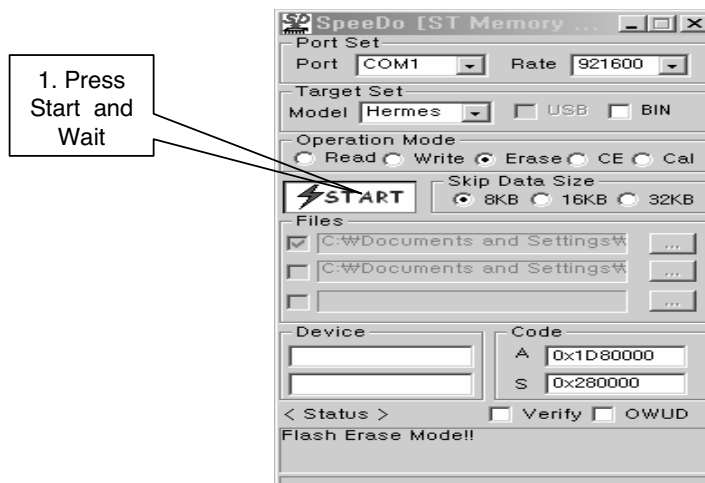 1. Press
Start and
Wait
SpeeDo [ST Memory ...
Port Set
Port COM1 Rate 921600
Target Set
Model Hermes USB BIN
Operation Mode
Read Write Erase CE Cal
START
Skip Data Size
8KB 16KB 32KB
Files
C:₩Documents and Settings₩ ...
C:₩Documents and Settings₩ ...
...
Device
Code
A 0x1D80000
S 0x280000
< Status > Verify OWUD
Flash Erase Mode!!